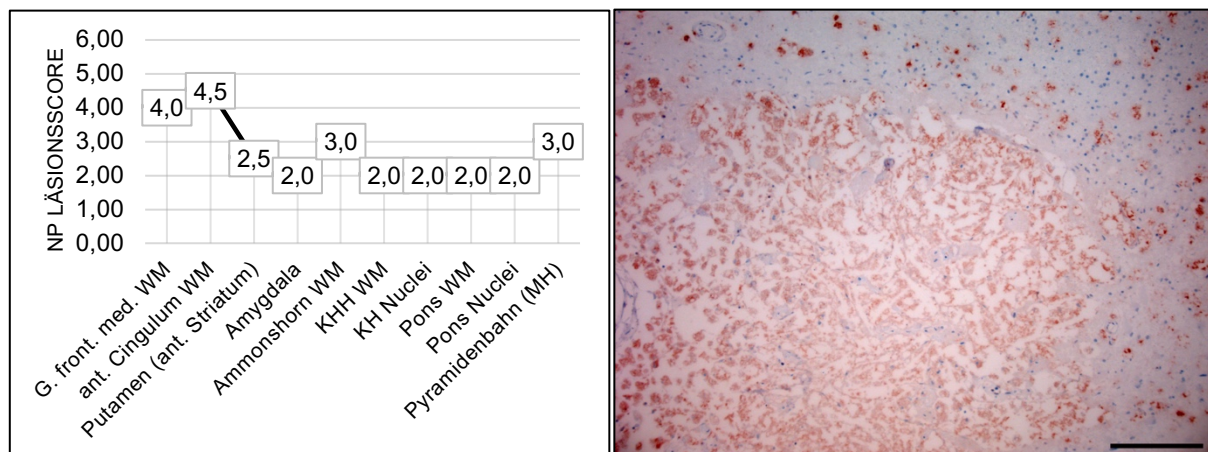 NP LÄSIONSSCORE
6,00
5,00
4,00
3,00
2,00
1,00
0,00
4,0
4,5
2,5
2,0
3,0
2,0
2,0
2,0
2,0
3,0
G. front. med. WM
ant. Cingulum WM
Putamen (ant. Striatum)
Amygdala
Ammonshorn WM
KHH WM
KH Nuclei
Pons WM
Pons Nuclei
Pyramidenbahn (MH)